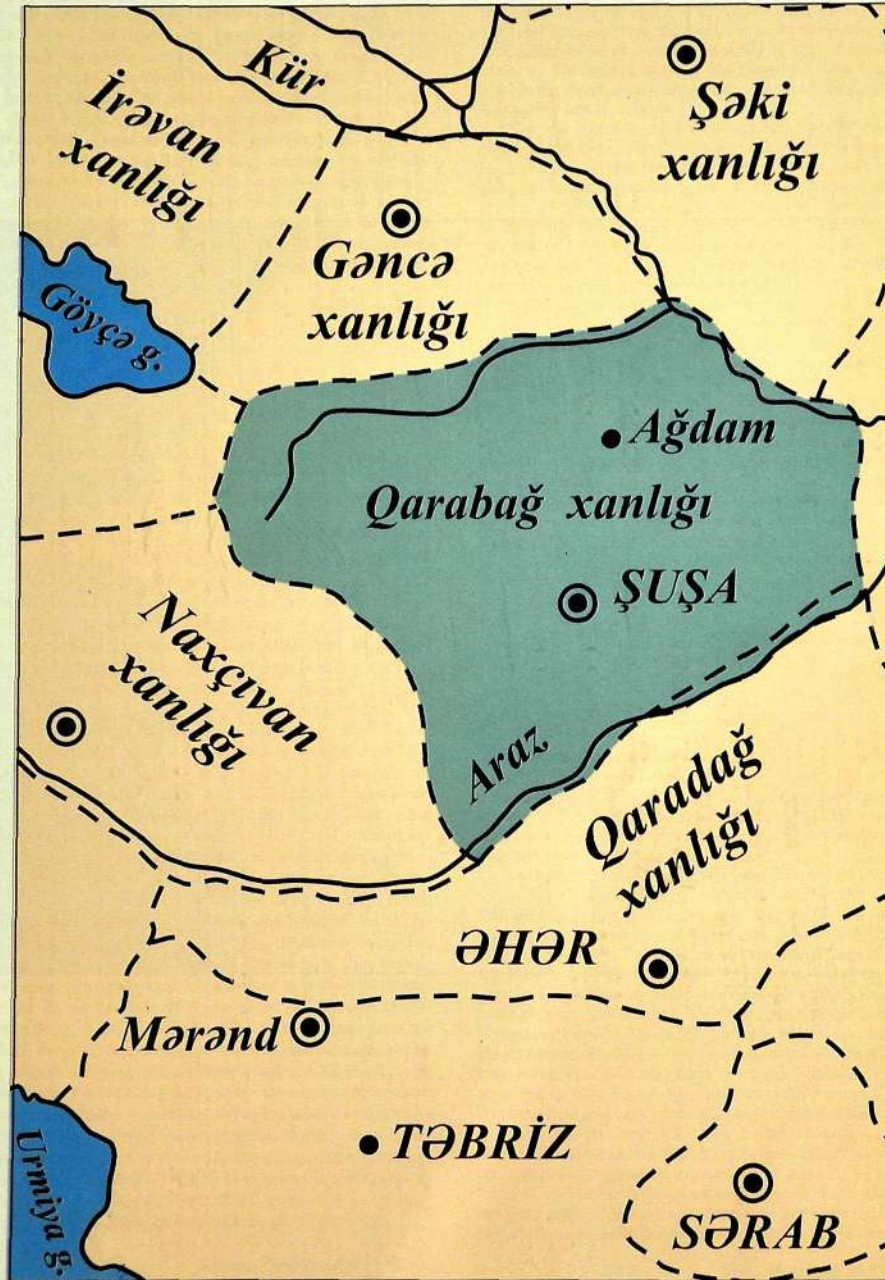 Kür
İrəvan
xanlığı
Şəki
xanlığı
Gəncə
xanlığı
Göyçə g.
Ağdam
Qarabağ xanlığı
ŞUŞA
Naxçıvan
xanlığı
Araz
Qaradağ
xanlığı
ƏHƏR
Mərənd
TƏBRİZ
Urmiya g.
SƏRAB